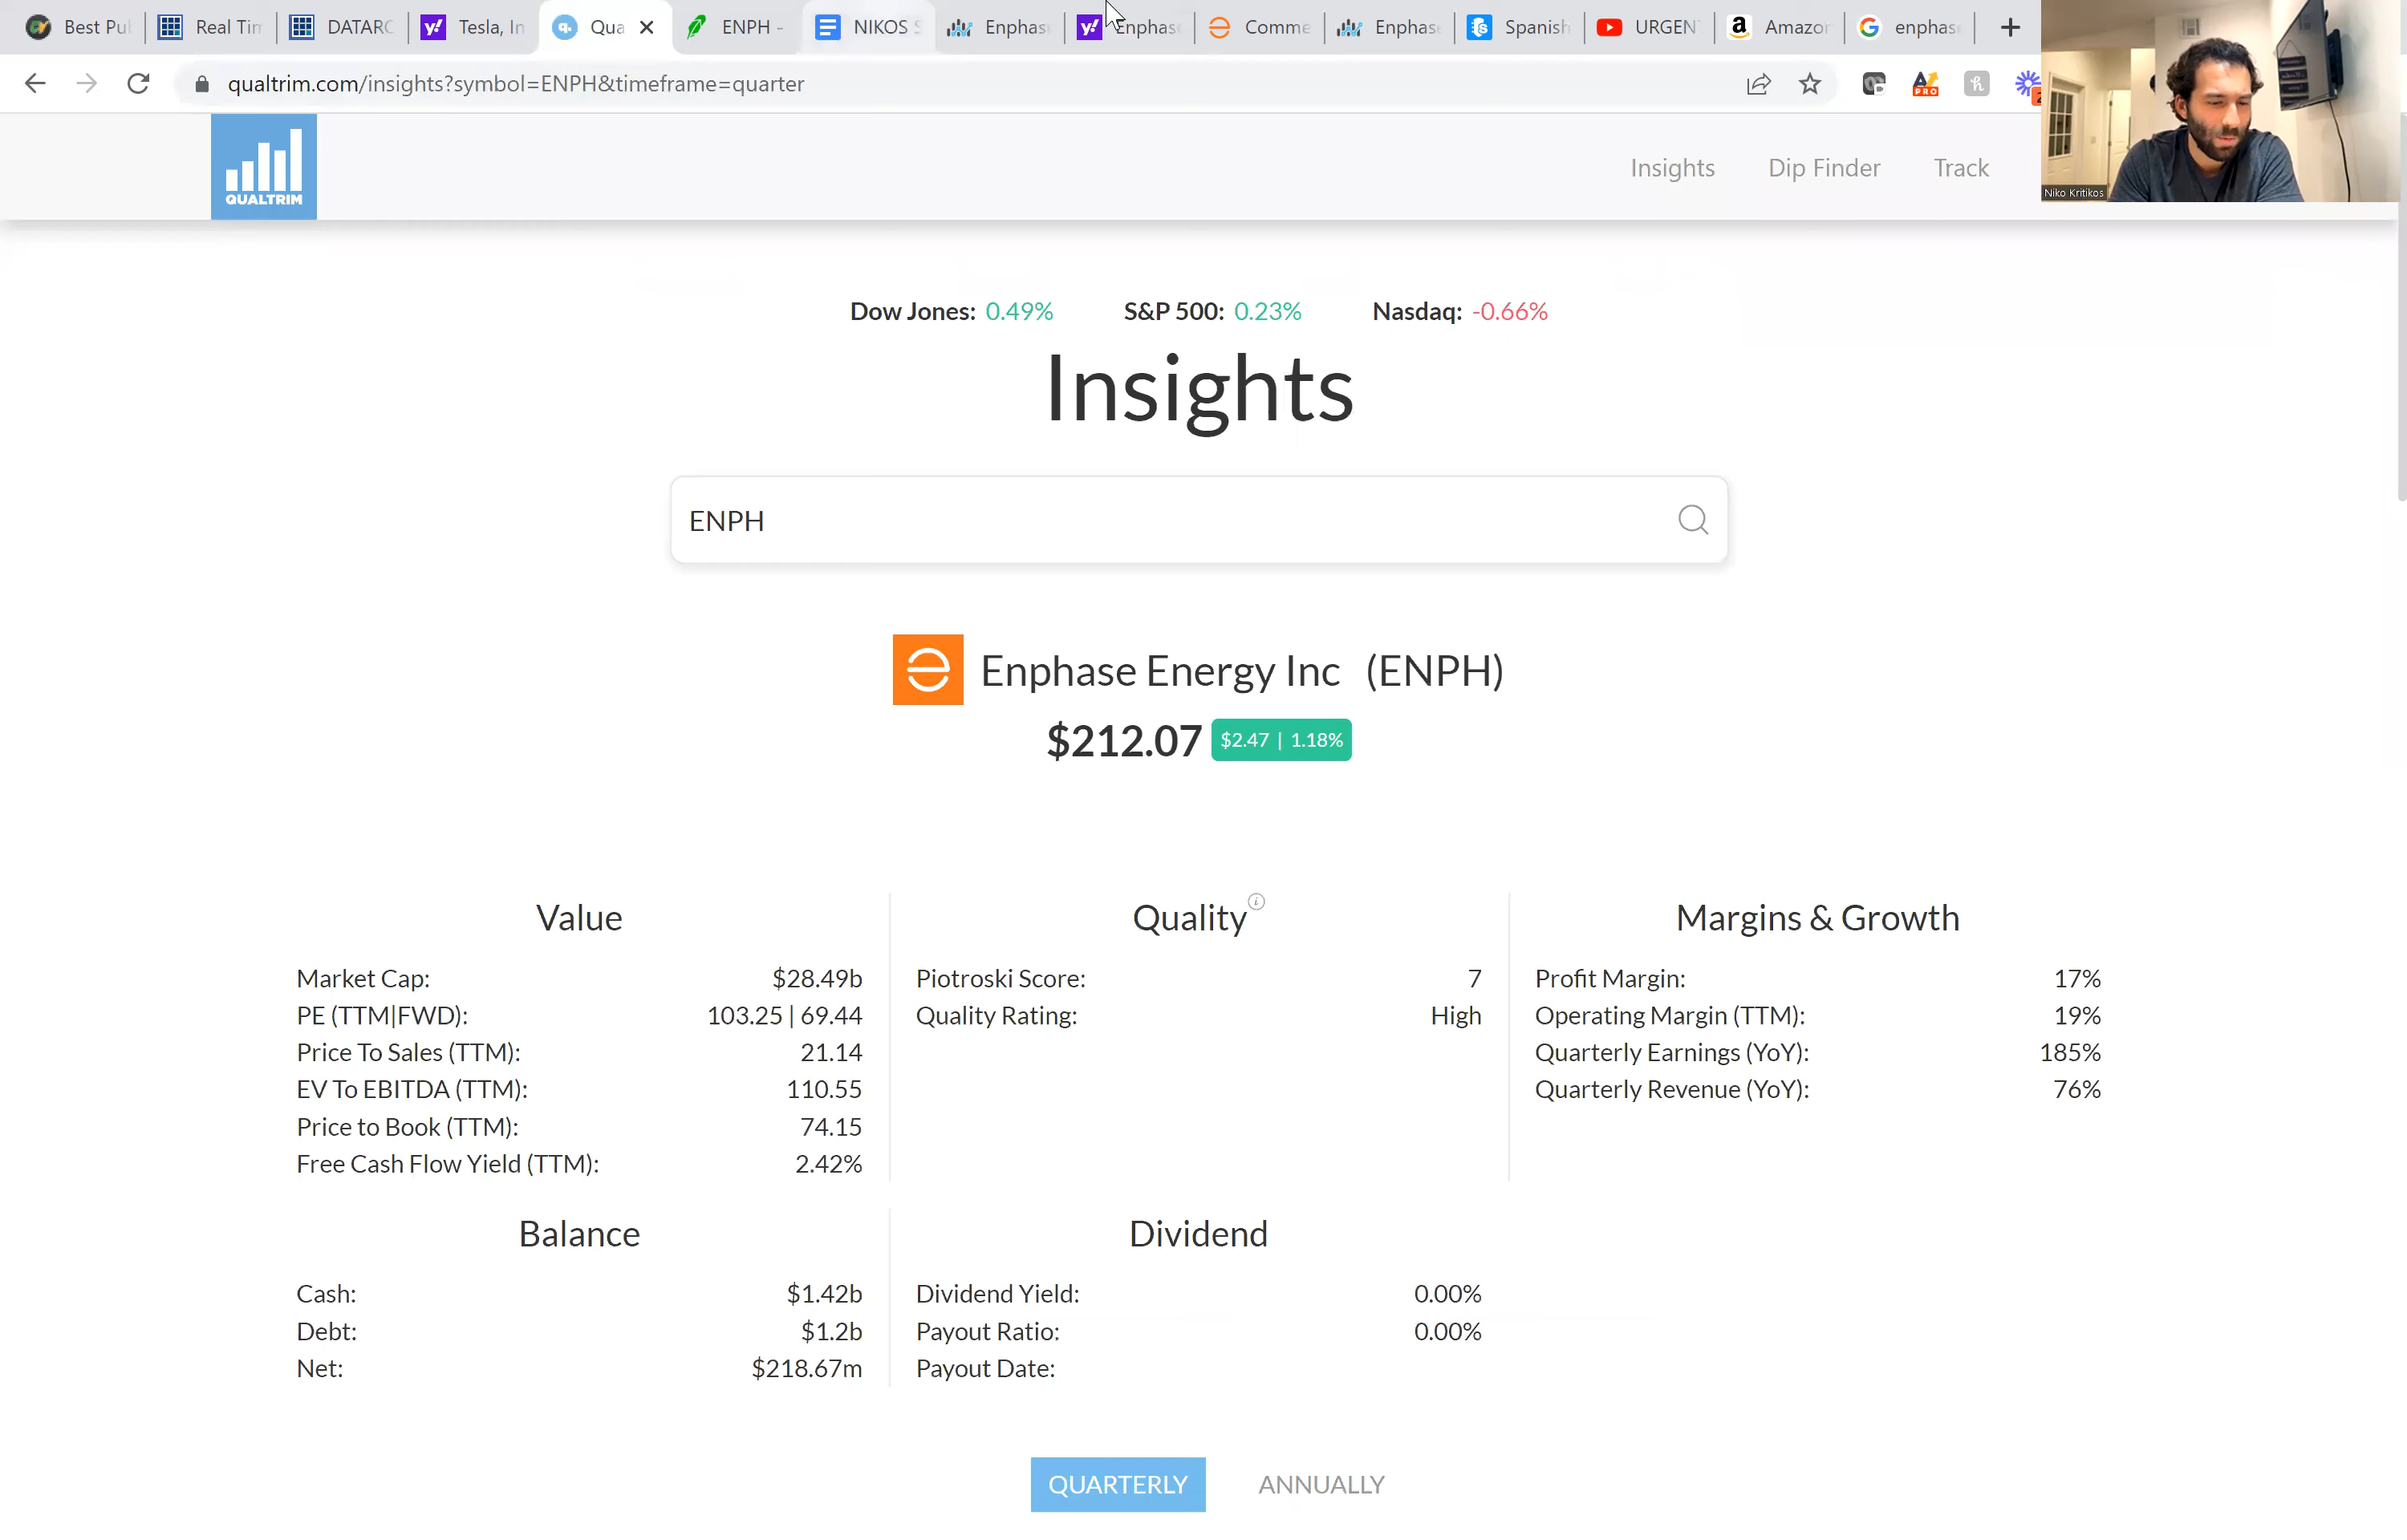 Best Pu
Real Tim
DATARC
Tesla, In
Qua
ENPH -
NIKOS S
Enphas
Enphas
Comme
Enphase
Spanish
URGEN
Amazon
enphas
qualtrim.com/insights?symbol=ENPH&timeframe=quarter
PRO
QUALTRIM
Insights Dip Finder Track
Niko Kritikos
Dow Jones: 0.49% S&P 500: 0.23% Nasdaq: -0.66%
Insights
ENPH
Enphase Energy Inc (ENPH)
$212.07 $2.47 | 1.18%
Value
Market Cap: $28.49b
PE (TTM|FWD): 103.25 | 69.44
Price To Sales (TTM): 21.14
EV To EBITDA (TTM): 110.55
Price to Book (TTM): 74.15
Free Cash Flow Yield (TTM): 2.42%
Quality
Piotroski Score: 7
Quality Rating: High
Margins & Growth
Profit Margin: 17%
Operating Margin (TTM): 19%
Quarterly Earnings (YoY): 185%
Quarterly Revenue (YoY): 76%
Balance
Cash: $1.42b
Debt: $1.2b
Net: $218.67m
Dividend
Dividend Yield: 0.00%
Payout Ratio: 0.00%
Payout Date:
QUARTERLY ANNUALLY